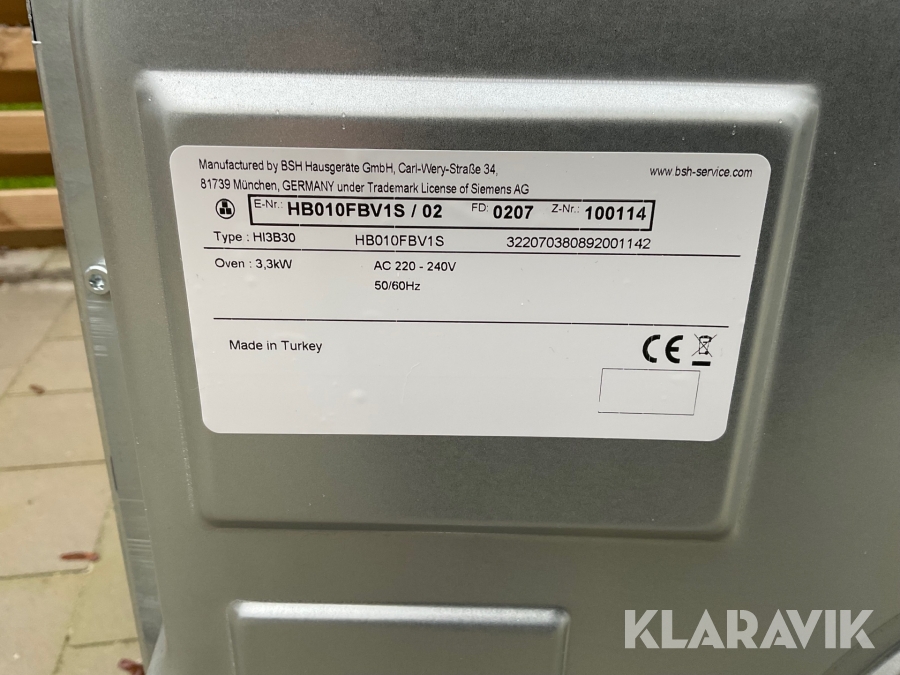 Manufactured by BSH Hausgeräte GmbH, Carl-Wery-Straße 34,
81739 München, GERMANY under Trademark License of Siemens AG
www.bsh-service.com
E-Nr.: HB010FBV1S / 02 FD: 0207 Z-Nr.: 100114
Type : HI3B30 HB010FBV1S 322070380892001142
Oven : 3,3kW AC 220 - 240V
50/60Hz
Made in Turkey
CE
KLARAVIK